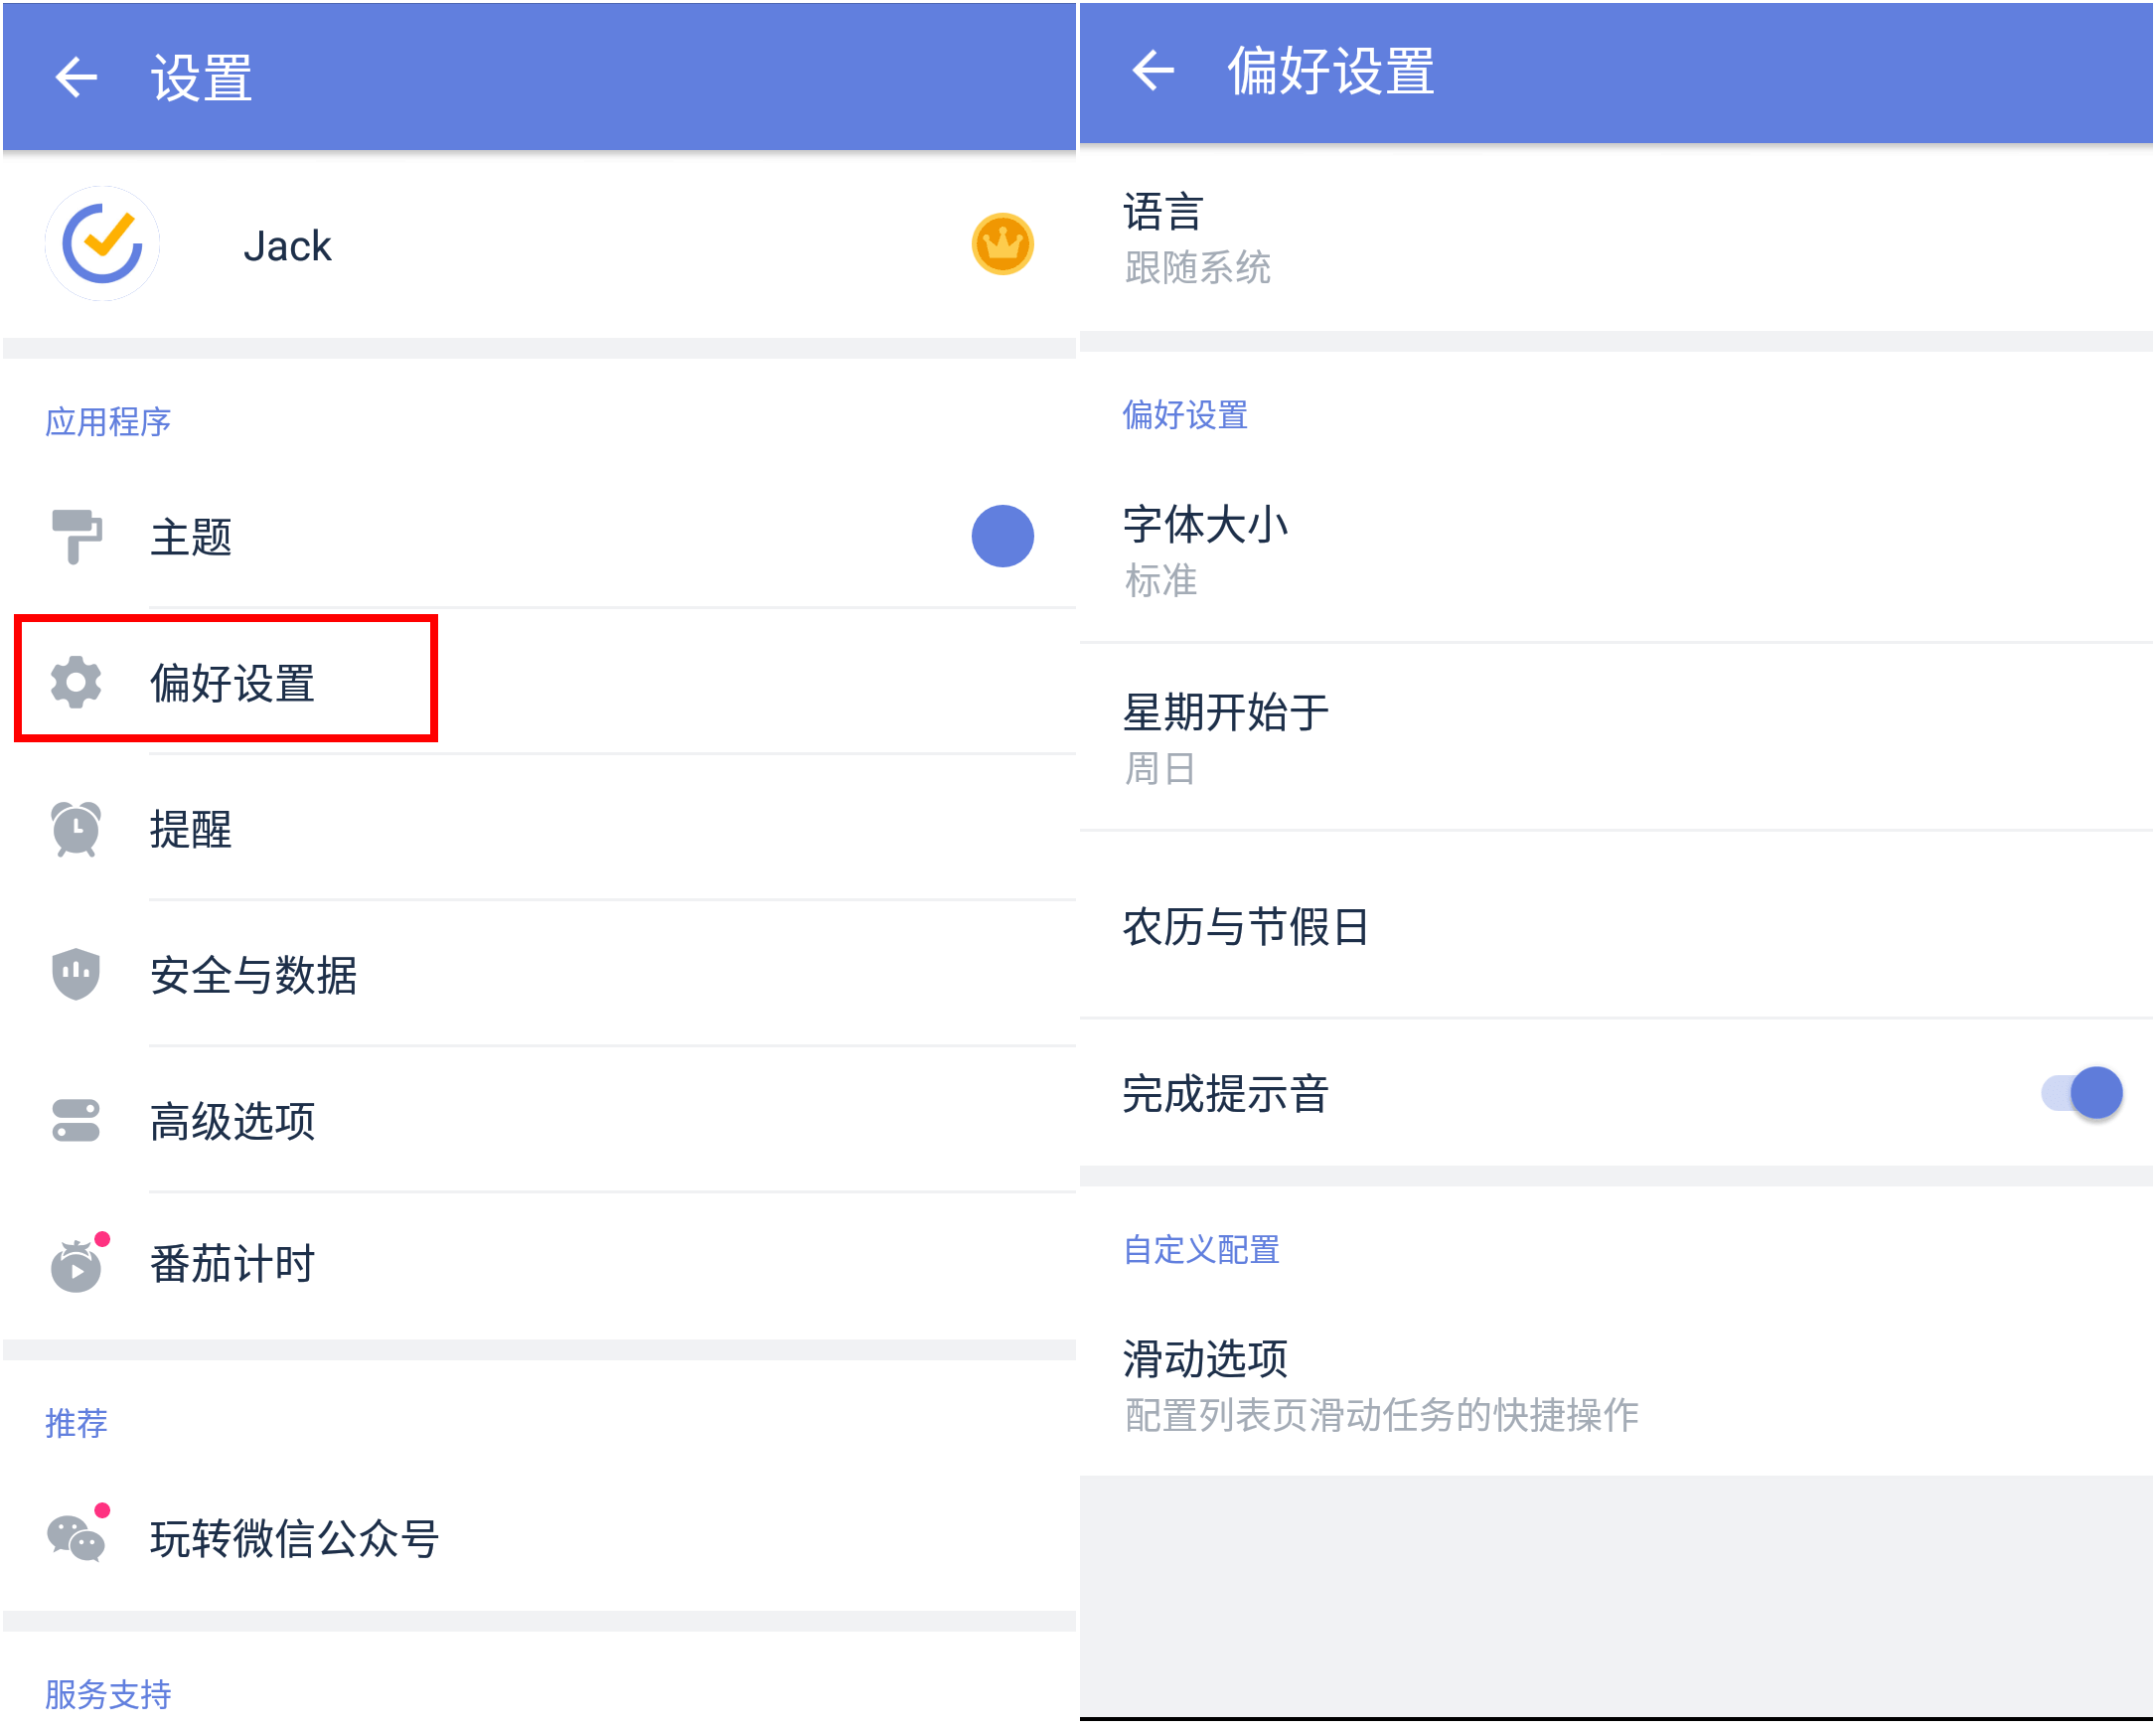 设置
Jack
应用程序
主题
偏好设置
提醒
安全与数据
高级选项
番茄计时
推荐
玩转微信公众号
服务支持
偏好设置
语言
跟随系统
偏好设置
字体大小
标准
星期开始于
周日
农历与节假日
完成提示音
自定义配置
滑动选项
配置列表页滑动任务的快捷操作